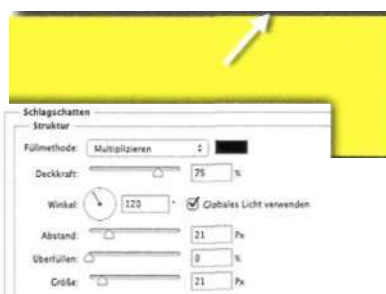 Schlagschatten
Struktur
Füllmethode: Multiplizieren
Deckkraft: 75 %
Winkel: 120 ° Globales Licht verwenden
Abstand: 21 Px
Überfüllen: 0 %
Größe: 21 Px